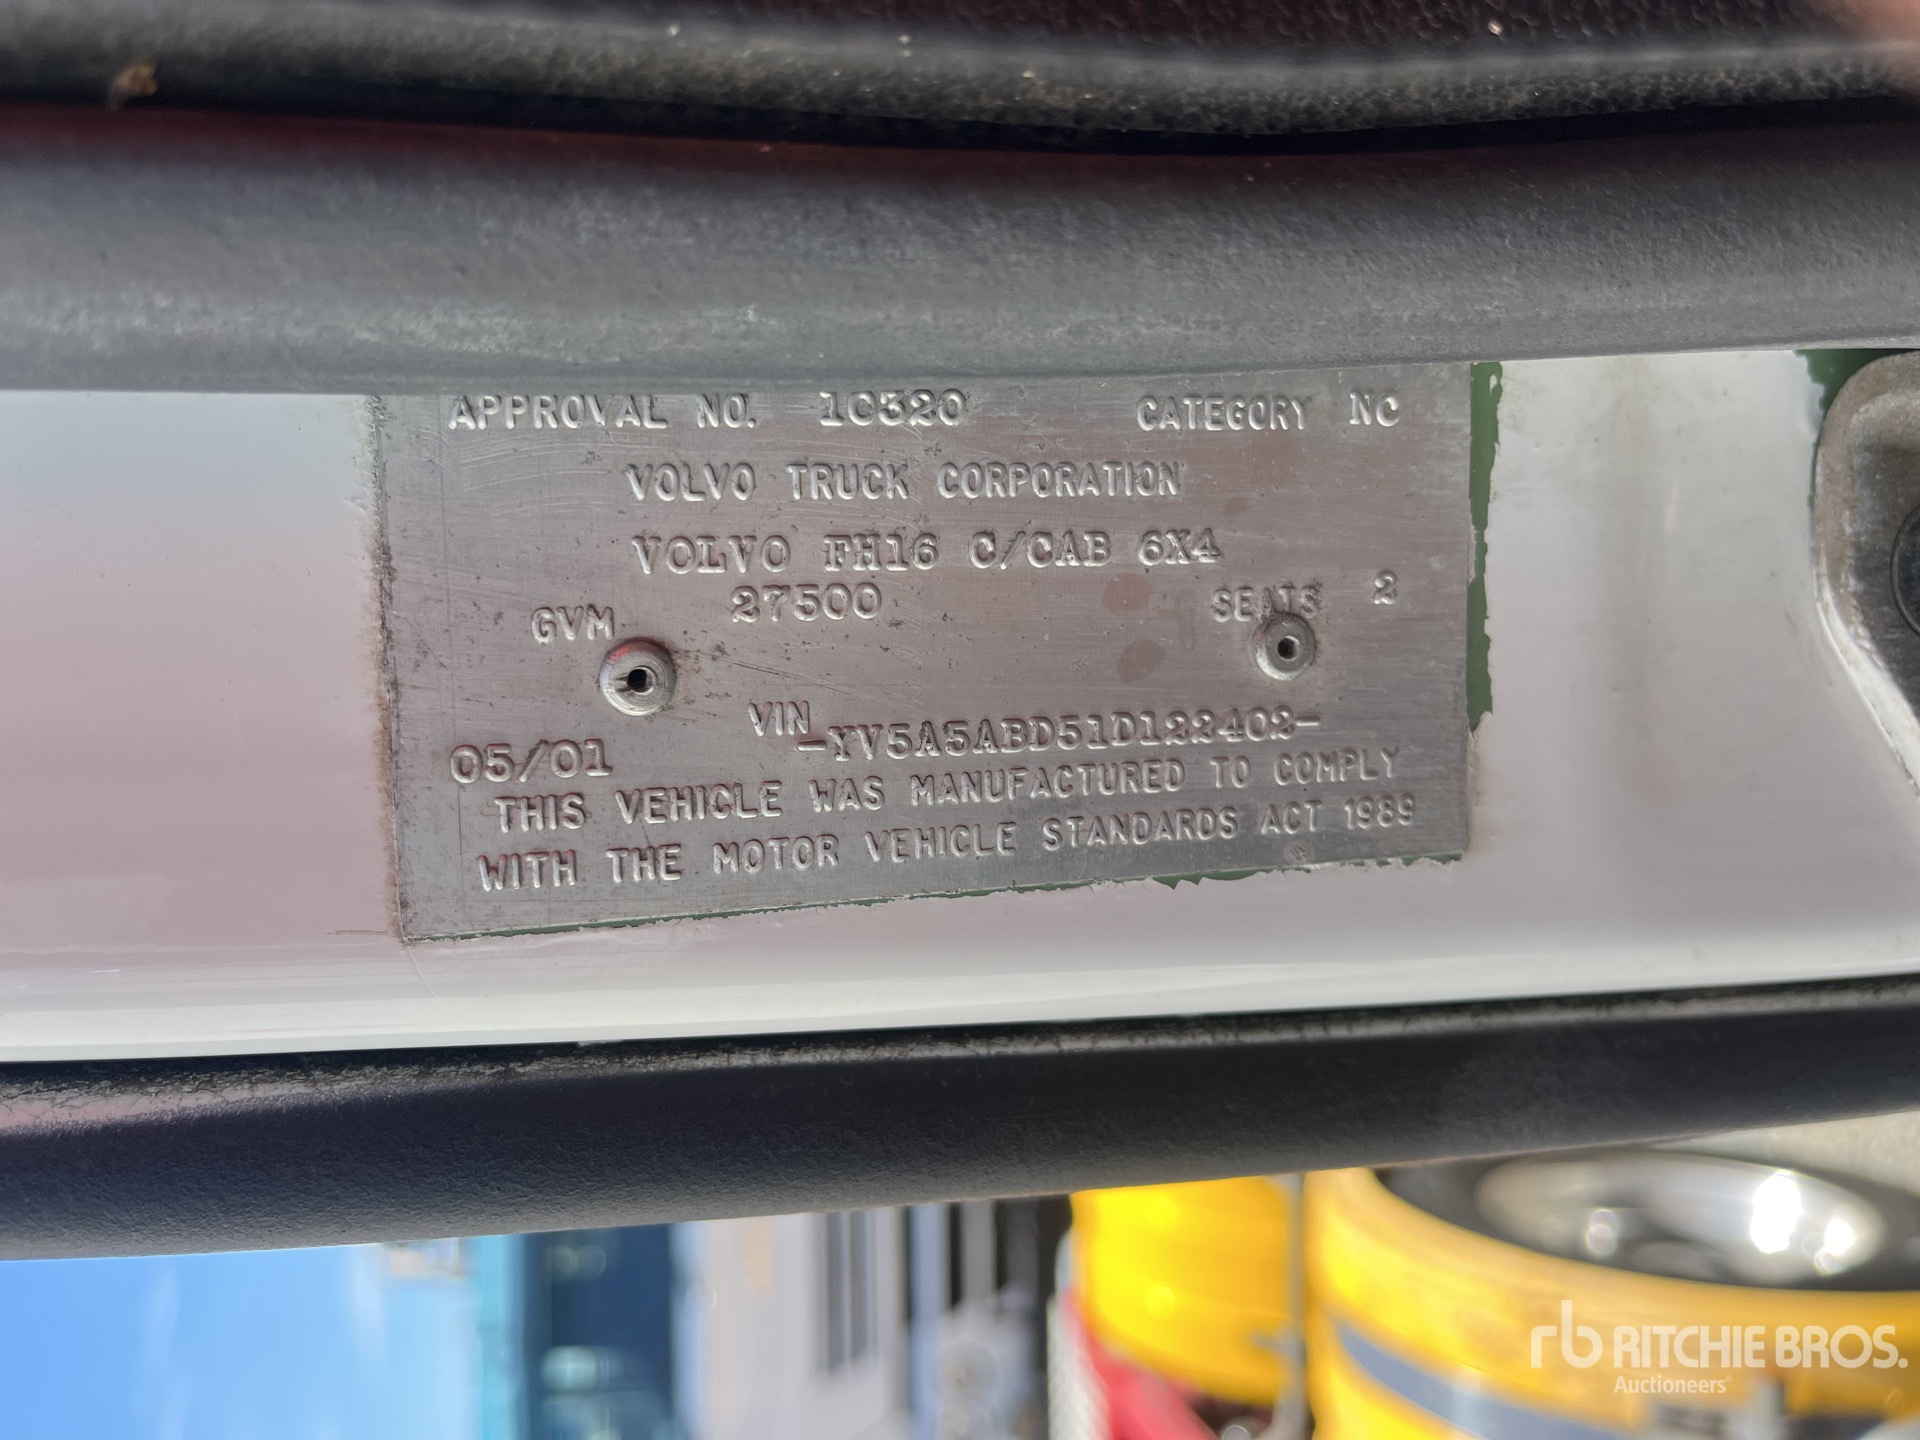 APPROVAL NO. 10320 CATEGORY NC
VOLVO TRUCK CORPORATION
VOLVO FH16 C/CAB 6X4
GVM 27500 SEATS 2
05/01 VIN -YV5A5ABD51D122402-
THIS VEHICLE WAS MANUFACTURED TO COMPLY
WITH THE MOTOR VEHICLE STANDARDS ACT 1989
rb RITCHIE BROS.
Auctioneers